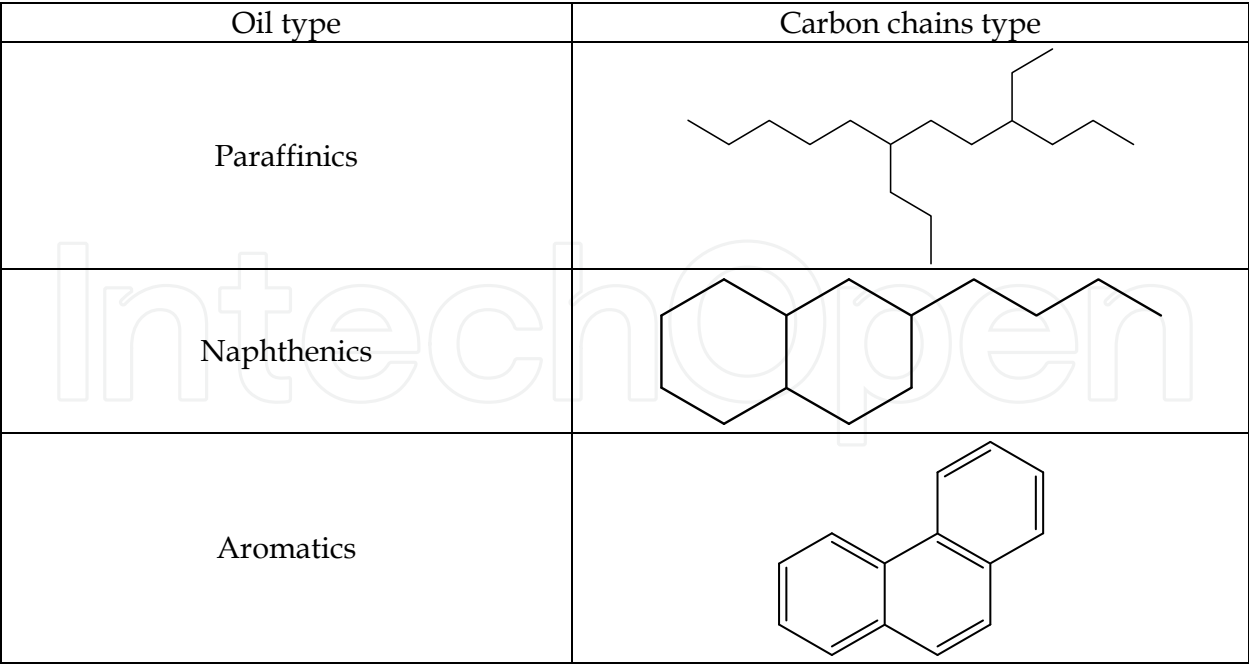 Oil type
Carbon chains type
Paraffinics
Naphthenics
IntechOpen
Aromatics